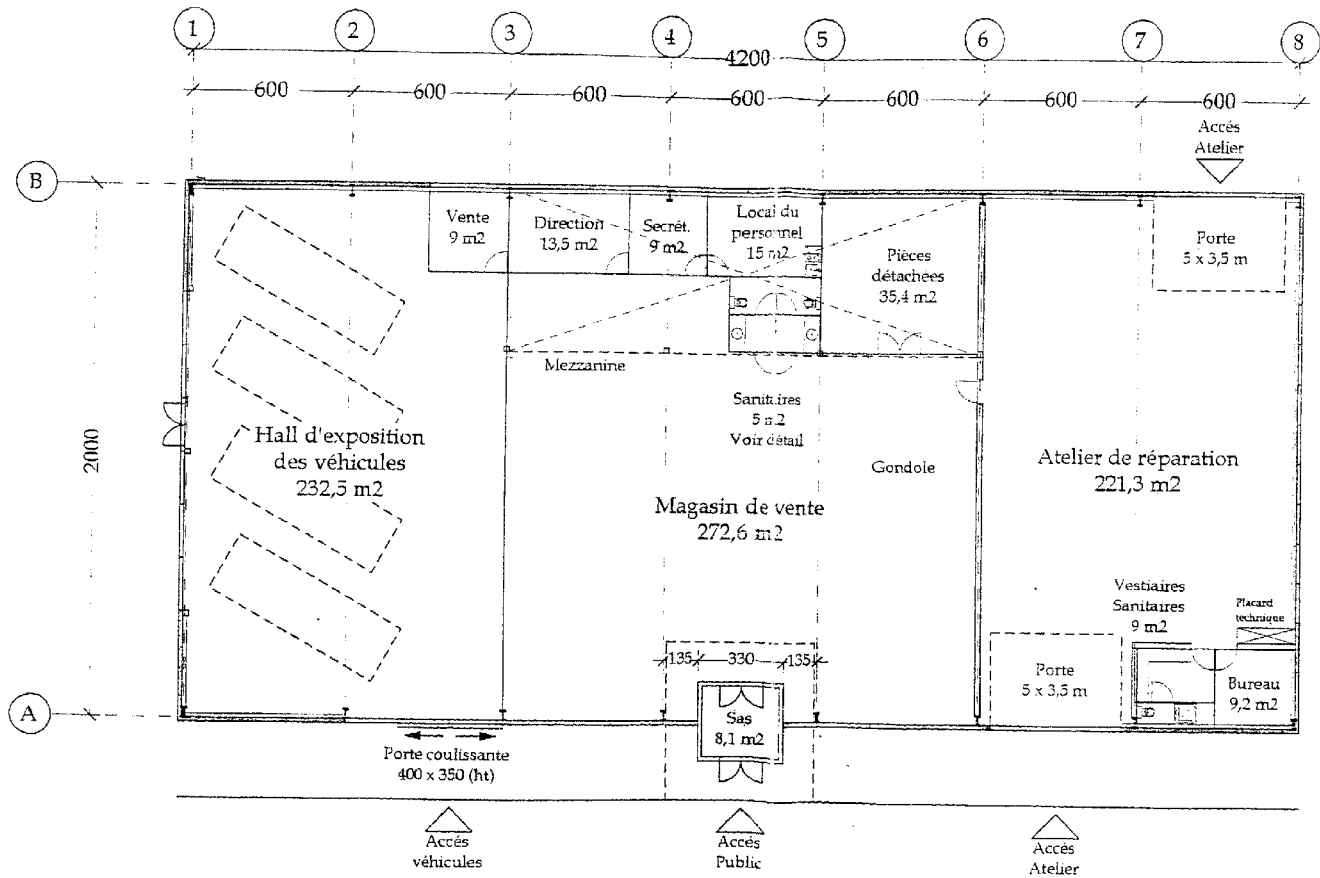 1 2 3 4 5 6 7 8
4200
600 600 600 600 600 600 600
Accés
Atelier
B
Vente
9 m2
Direction
13,5 m2
Secrét.
9 m2
Local du
personnel
15 m2
Pièces
détachées
35,4 m2
Porte
5 x 3,5 m
Mezzanine
Sanitaires
5 m2
Voir détail
2000
Hall d'exposition
des véhicules
232,5 m2
Gondole
Atelier de réparation
221,3 m2
Magasin de vente
272,6 m2
Vestiaires
Sanitaires
9 m2
Placard
technique
135 330 135
Porte
5 x 3,5 m
Bureau
9,2 m2
A
Sas
8,1 m2
Porte coulissante
400 x 350 (ht)
Accés
véhicules
Accés
Public
Accés
Atelier